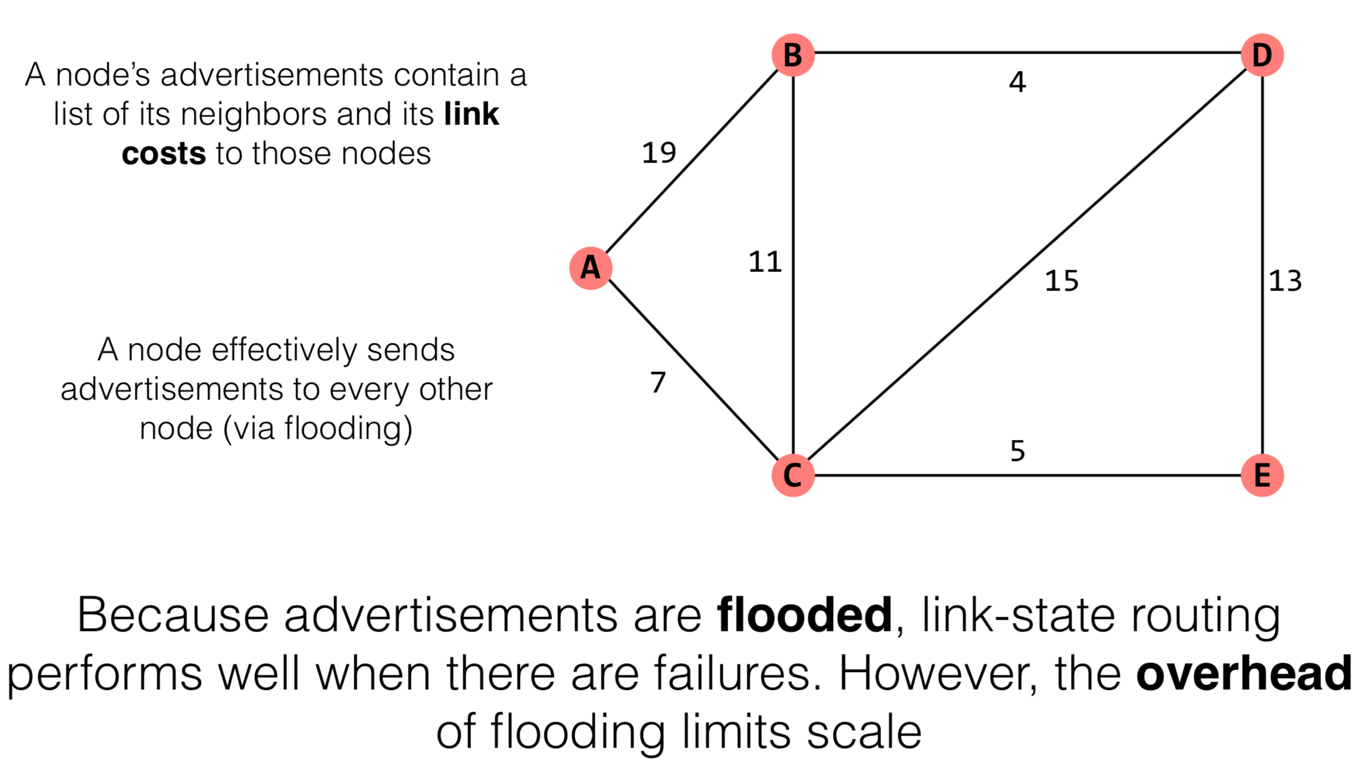 A node’s advertisements contain a
list of its neighbors and its link
costs to those nodes
A node effectively sends
advertisements to every other
node (via flooding)
B
D
4
19
A
11
15
13
7
5
C
E
Because advertisements are flooded, link-state routing
performs well when there are failures. However, the overhead
of flooding limits scale